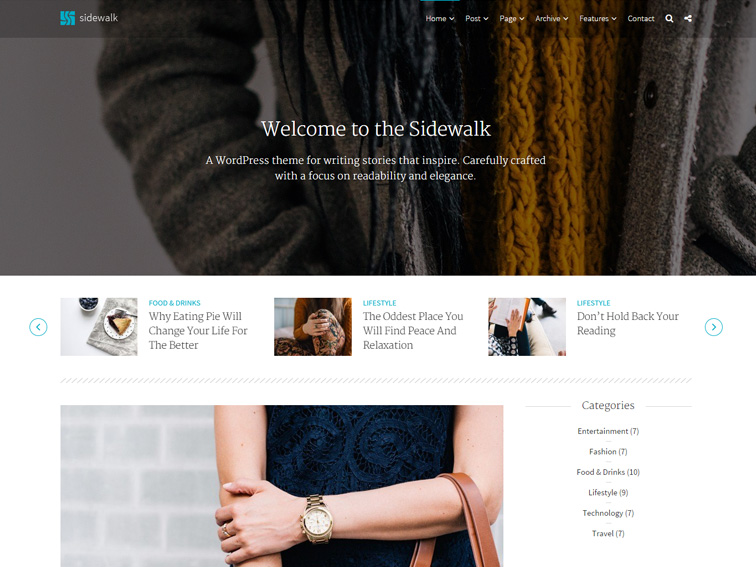 sidewalk
Home Post Page Archive Features Contact
Welcome to the Sidewalk
A WordPress theme for writing stories that inspire. Carefully crafted
with a focus on readability and elegance.
FOOD & DRINKS
Why Eating Pie Will
Change Your Life For
The Better
LIFESTYLE
The Oddest Place You
Will Find Peace And
Relaxation
LIFESTYLE
Don’t Hold Back Your
Reading
Categories
Entertainment (7)
Fashion (7)
Food & Drinks (10)
Lifestyle (9)
Technology (7)
Travel (7)